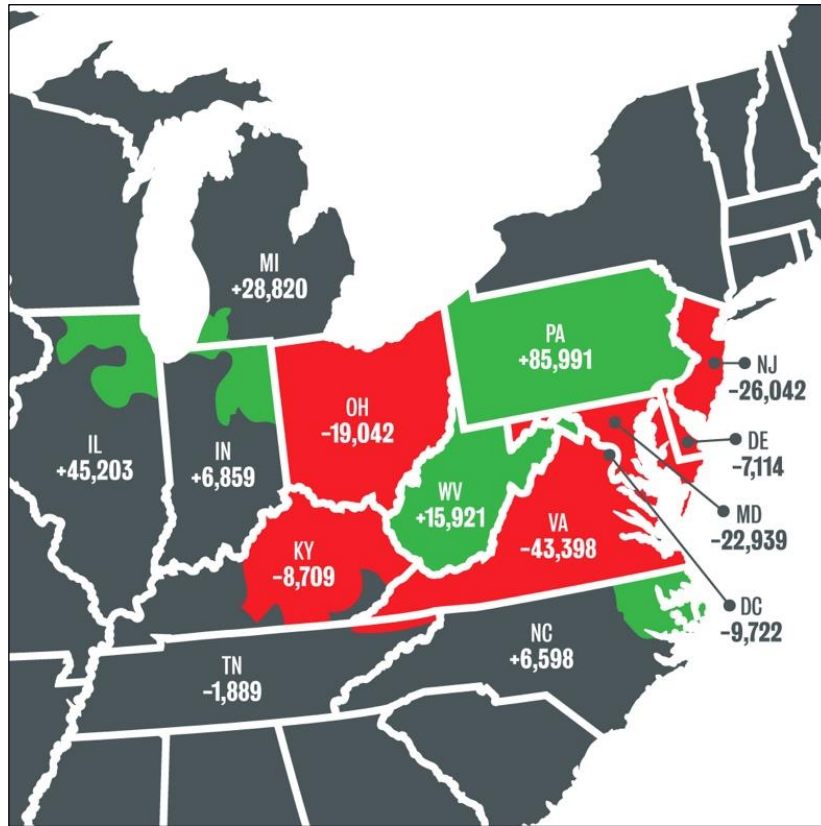 MI
+28,820
PA
+85,991
NJ
-26,042
OH
-19,042
DE
-7,114
IL
+45,203
IN
+6,859
WV
+15,921
VA
-43,398
MD
-22,939
KY
-8,709
DC
-9,722
NC
+6,598
TN
-1,889